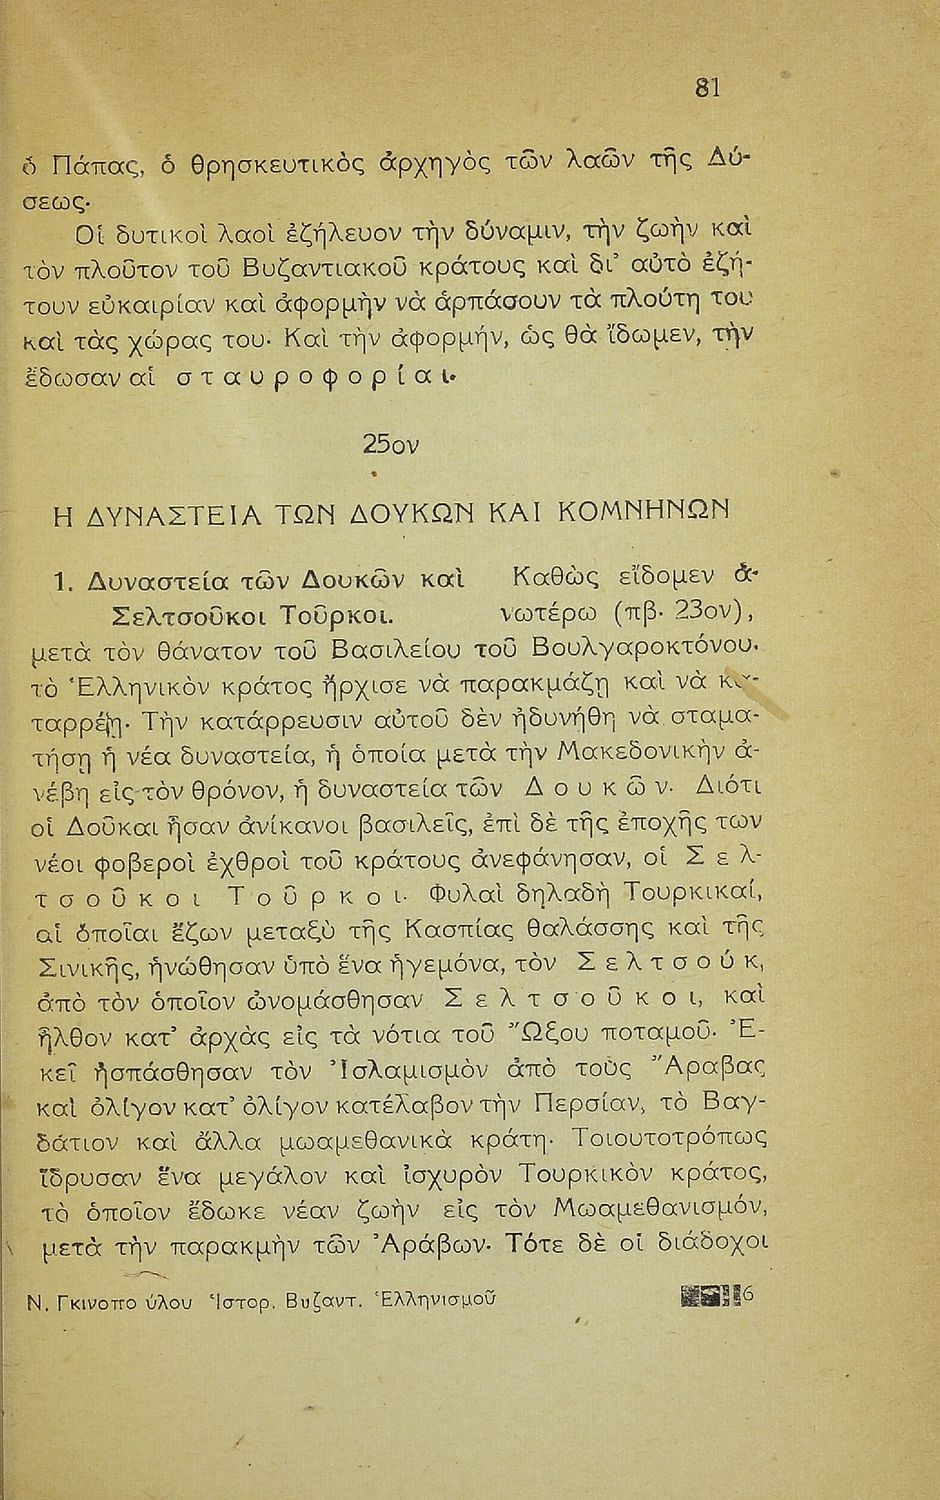 81
ὁ Πάπας, ὁ θρησκευτικὸς ἀρχηγὸς τῶν λαῶν τῆς Δύ-
σεως.
Οἱ δυτικοὶ λαοὶ ἐζήλευον τὴν δύναμιν, τὴν ζωὴν καὶ
τὸν πλοῦτον τοῦ Βυζαντιακοῦ κράτους καὶ δι' αὐτὸ ἐζή-
τουν εὐκαιρίαν καὶ ἀφορμὴν νὰ ἁρπάσουν τὰ πλούτη του
καὶ τὰς χώρας του. Καὶ τὴν ἀφορμήν, ὡς θὰ ἴδωμεν, τὴν
ἔδωσαν αἱ σταυροφορίαι.
25ον
Η ΔΥΝΑΣΤΕΙΑ ΤΩΝ ΔΟΥΚΩΝ ΚΑΙ ΚΟΜΝΗΝΩΝ
1. Δυναστεία τῶν Δουκῶν καὶ Καθὼς εἴδομεν ἀ-
Σελτσοῦκοι Τοῦρκοι. νωτέρω (πβ. 23ον),
μετὰ τὸν θάνατον τοῦ Βασιλείου τοῦ Βουλγαροκτόνου.
τὸ Ἑλληνικὸν κράτος ἤρχισε νὰ παρακμάζῃ καὶ νὰ κα-
ταρρέῃ. Τὴν κατάρρευσιν αὐτοῦ δὲν ἠδυνήθη νὰ σταμα-
τήσῃ ἡ νέα δυναστεία, ἡ ὁποία μετὰ τὴν Μακεδονικὴν ἀ-
νέβη εἰς τὸν θρόνον, ἡ δυναστεία τῶν Δουκῶν. Διότι
οἱ Δοῦκαι ἦσαν ἀνίκανοι βασιλεῖς, ἐπὶ δὲ τῆς ἐποχῆς των
νέοι φοβεροὶ ἐχθροὶ τοῦ κράτους ἀνεφάνησαν, οἱ Σελ-
τσοῦκοι Τοῦρκοι. Φυλαὶ δηλαδὴ Τουρκικαί,
αἱ ὁποῖαι ἔζων μεταξὺ τῆς Κασπίας θαλάσσης καὶ τῆς
Σινικῆς, ἡνώθησαν ὑπὸ ἕνα ἡγεμόνα, τὸν Σελτσούκ,
ἀπὸ τὸν ὁποῖον ὠνομάσθησαν Σελτσοῦκοι, καὶ
ἦλθον κατ' ἀρχὰς εἰς τὰ νότια τοῦ Ὤξου ποταμοῦ. Ἐ-
κεῖ ἠσπάσθησαν τὸν Ἰσλαμισμὸν ἀπὸ τοὺς Ἄραβας
καὶ ὀλίγον κατ' ὀλίγον κατέλαβον τὴν Περσίαν, τὸ Βαγ-
δάτιον καὶ ἄλλα μωαμεθανικὰ κράτη. Τοιουτοτρόπως
ἵδρυσαν ἕνα μεγάλον καὶ ἰσχυρὸν Τουρκικὸν κράτος,
τὸ ὁποῖον ἔδωκε νέαν ζωὴν εἰς τὸν Μωαμεθανισμόν,
μετὰ τὴν παρακμὴν τῶν Ἀράβων. Τότε δὲ οἱ διάδοχοι
Ν. Γκινοπο ύλου Ἱστορ. Βυζαντ. Ἑλληνισμοῦ 6